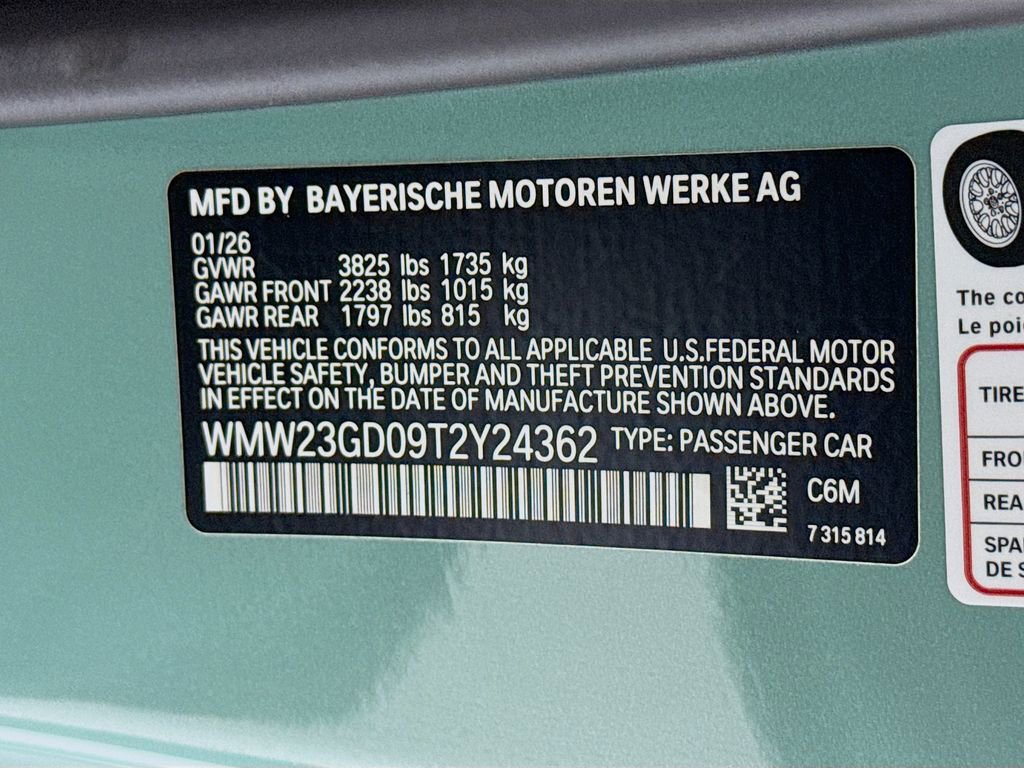 MFD BY BAYERISCHE MOTOREN WERKE AG
01/26
GVWR 3825 lbs 1735 kg
GAWR FRONT 2238 lbs 1015 kg
GAWR REAR 1797 lbs 815 kg
THIS VEHICLE CONFORMS TO ALL APPLICABLE U.S.FEDERAL MOTOR
VEHICLE SAFETY, BUMPER AND THEFT PREVENTION STANDARDS
IN EFFECT ON THE DATE OF MANUFACTURE SHOWN ABOVE.
WMW23GD09T2Y24362 TYPE: PASSENGER CAR
C6M
7 315 814
The co
Le poi
TIRE
FRO
REA
SPA
DE S